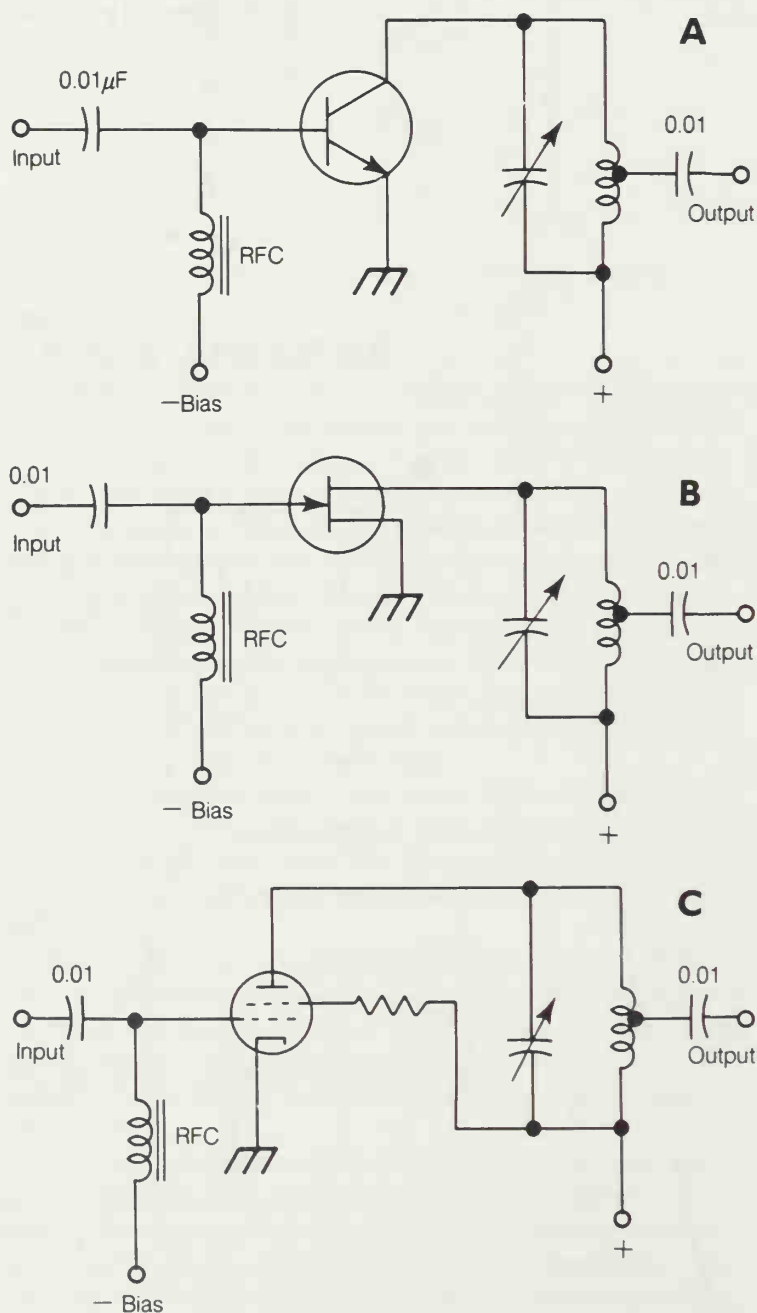 A
0.01μF
0.01
Input
Output
RFC
−Bias
+
B
0.01
0.01
Input
Output
RFC
− Bias
+
C
0.01
0.01
Input
Output
RFC
− Bias
+